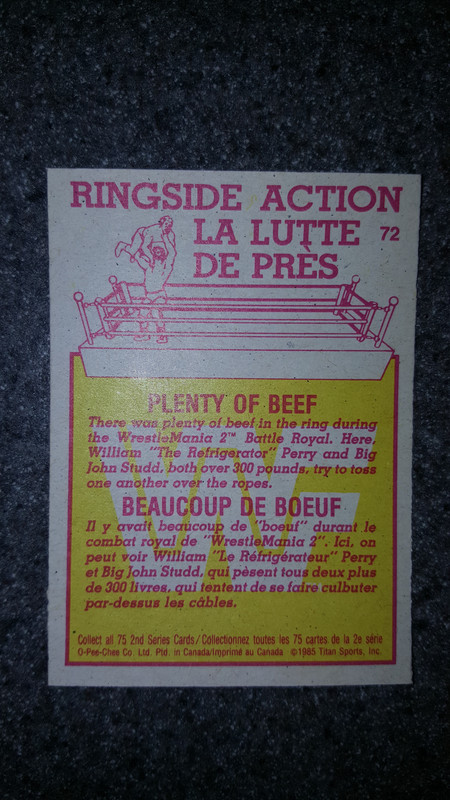 RINGSIDE ACTION
LA LUTTE 72
DE PRÈS
PLENTY OF BEEF
There was plenty of beef in the ring during
the WrestleMania 2™ Battle Royal. Here,
William "The Refrigerator" Perry and Big
John Studd, both over 300 pounds, try to toss
one another over the ropes.
BEAUCOUP DE BOEUF
Il y avait beaucoup de "boeuf" durant le
combat royal de "WrestleMania 2". Ici, on
peut voir William "Le Réfrigérateur" Perry
et Big John Studd, qui pèsent tous deux plus
de 300 livres, qui tentent de se faire culbuter
par-dessus les câbles.
Collect all 75 2nd Series Cards/Collectionnez toutes les 75 cartes de la 2e série
O-Pee-Chee Co. Ltd. Ptd. in Canada/Imprimé au Canada ©1985 Titan Sports, Inc.